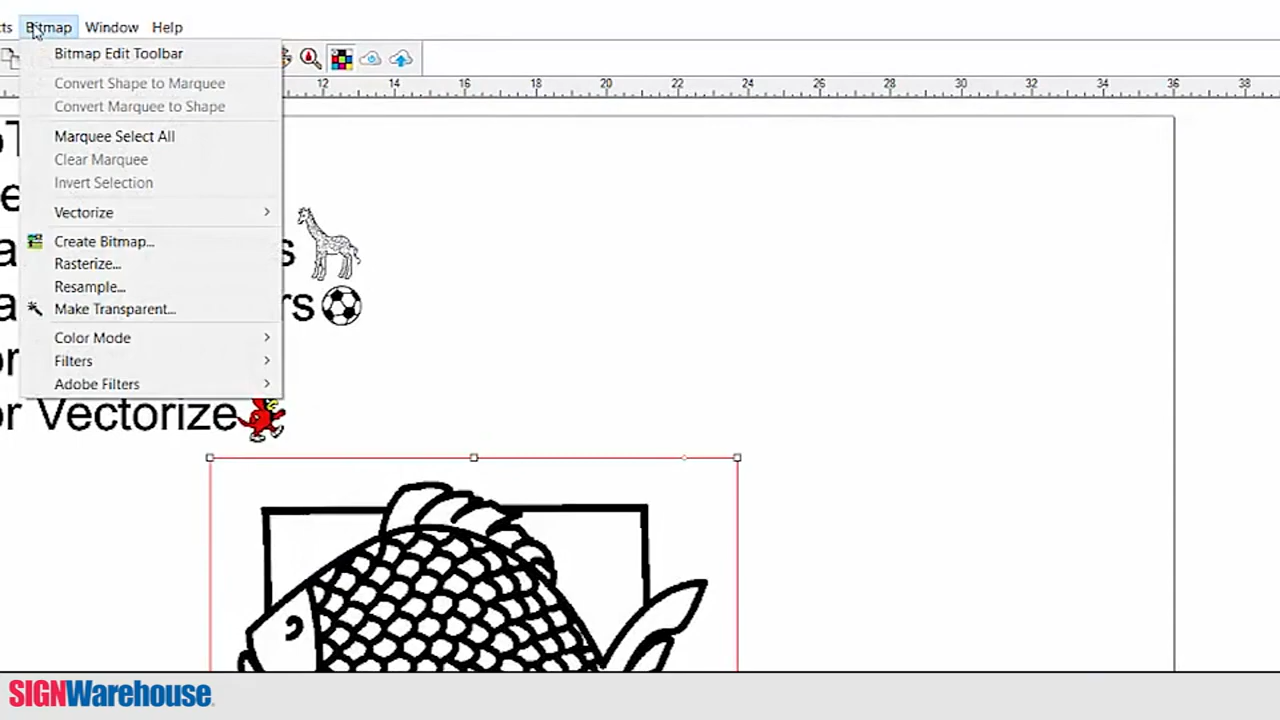 Bitmap Window Help
Bitmap Edit Toolbar
Convert Shape to Marquee
Convert Marquee to Shape
Marquee Select All
Clear Marquee
Invert Selection
Vectorize
Create Bitmap...
Rasterize...
Resample...
Make Transparent...
Color Mode
Filters
Adobe Filters
12 14 16 18 20 22 24 26 28 30 32 34 36 38
s
rs
or Vectorize
SIGNWarehouse